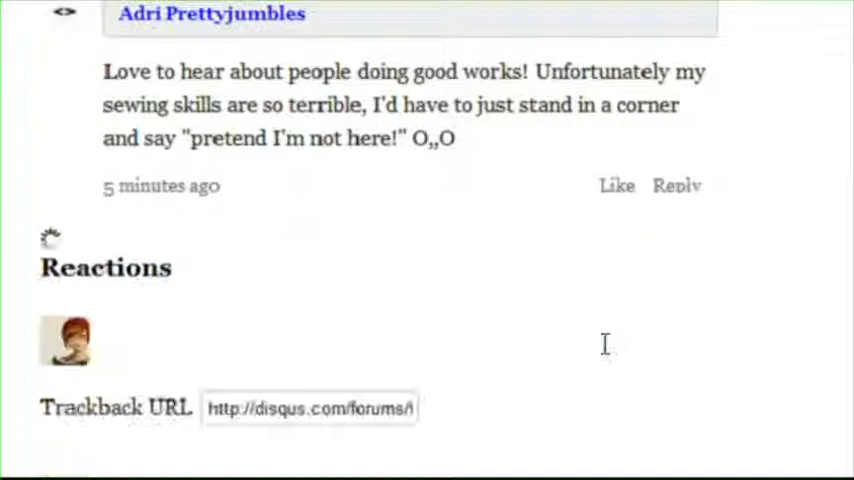 Adri Prettyjumbles
Love to hear about people doing good works! Unfortunately my
sewing skills are so terrible, I'd have to just stand in a corner
and say "pretend I'm not here!" O,,O
5 minutes ago Like Reply
Reactions
Trackback URL http://disqus.com/forums/